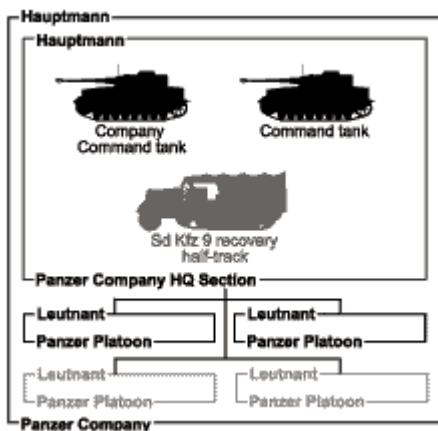 Hauptmann
Hauptmann
Company
Command tank
Command tank
Sd Kfz 9 recovery
half-track
Panzer Company HQ Section
Leutnant
Panzer Platoon
Leutnant
Panzer Platoon
Leutnant
Panzer Platoon
Leutnant
Panzer Platoon
Panzer Company